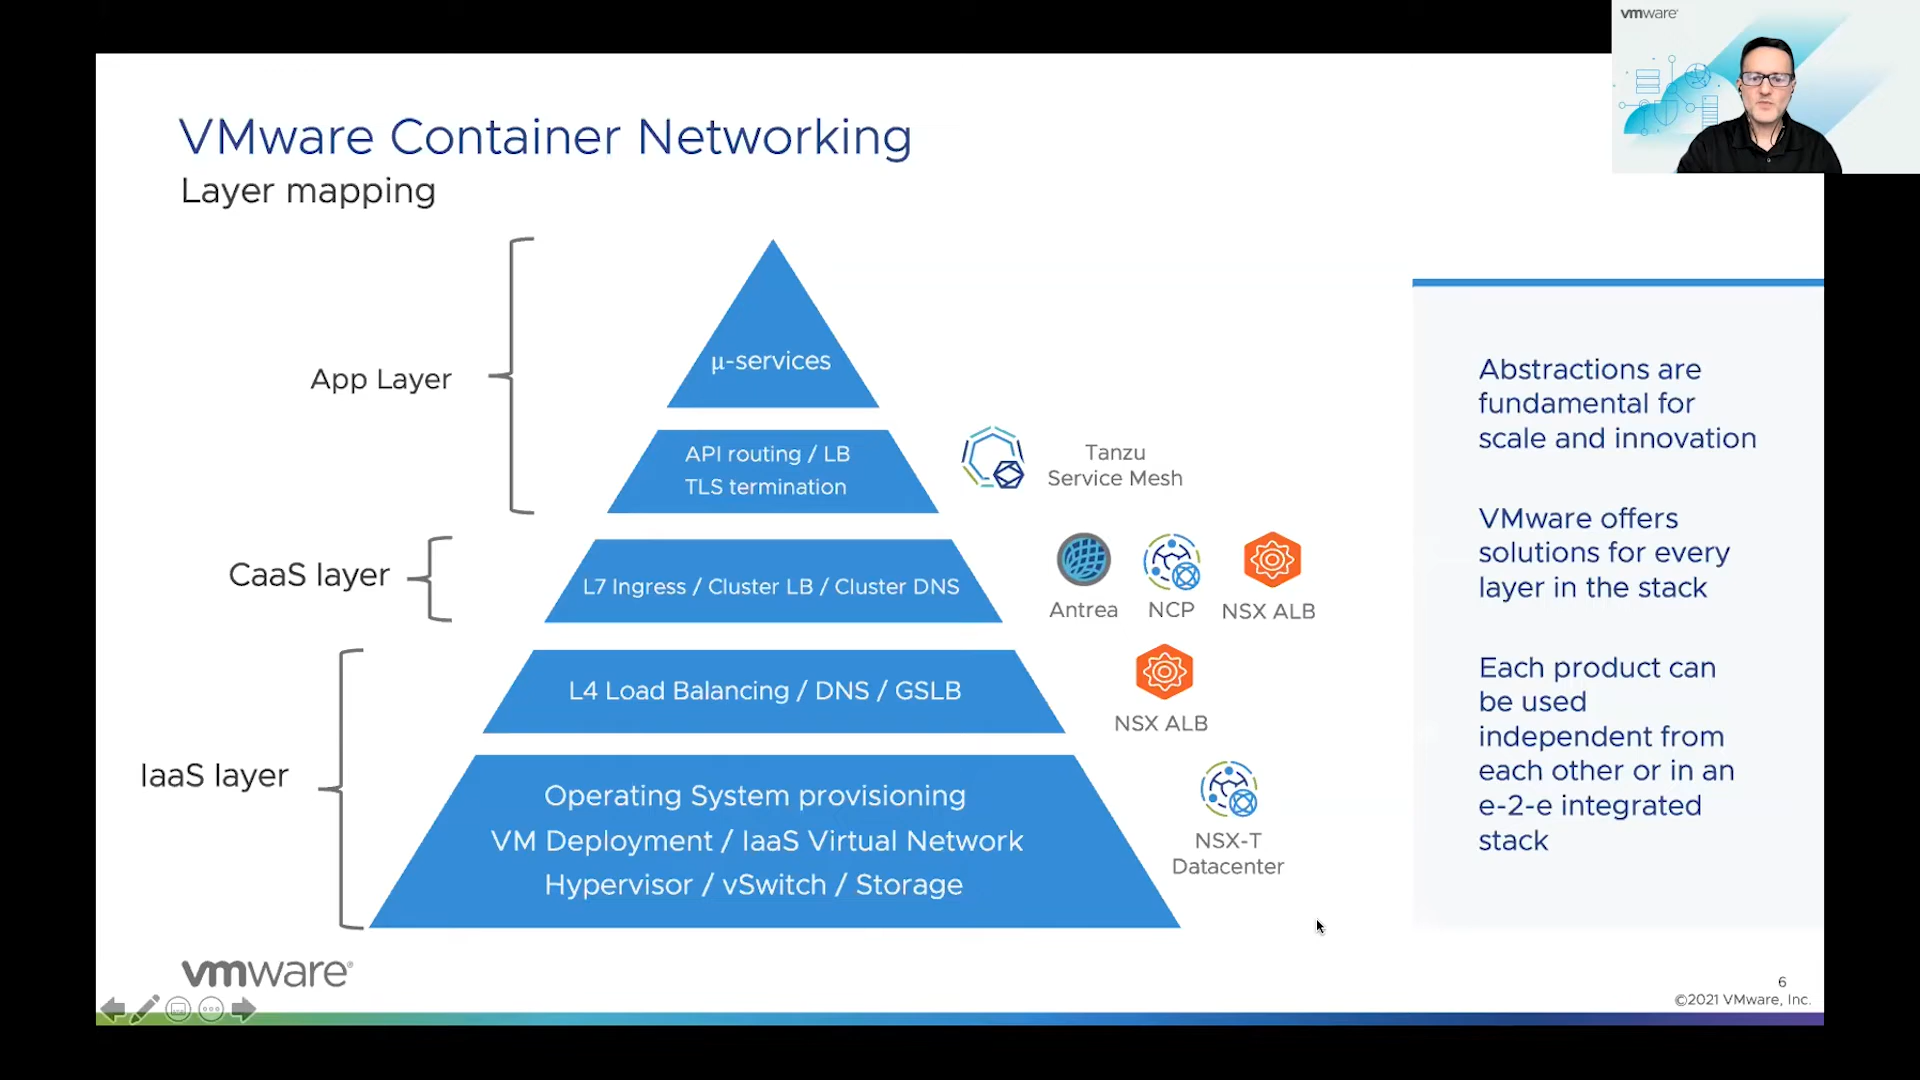 vmware®
VMware Container Networking
Layer mapping
App Layer
μ-services
API routing / LB
TLS termination
Tanzu
Service Mesh
CaaS layer
L7 Ingress / Cluster LB / Cluster DNS
Antrea
NCP
NSX ALB
IaaS layer
L4 Load Balancing / DNS / GSLB
NSX ALB
Operating System provisioning
VM Deployment / IaaS Virtual Network
Hypervisor / vSwitch / Storage
NSX-T
Datacenter
Abstractions are
fundamental for
scale and innovation
VMware offers
solutions for every
layer in the stack
Each product can
be used
independent from
each other or in an
e-2-e integrated
stack
vmware®
6
©2021 VMware, Inc.